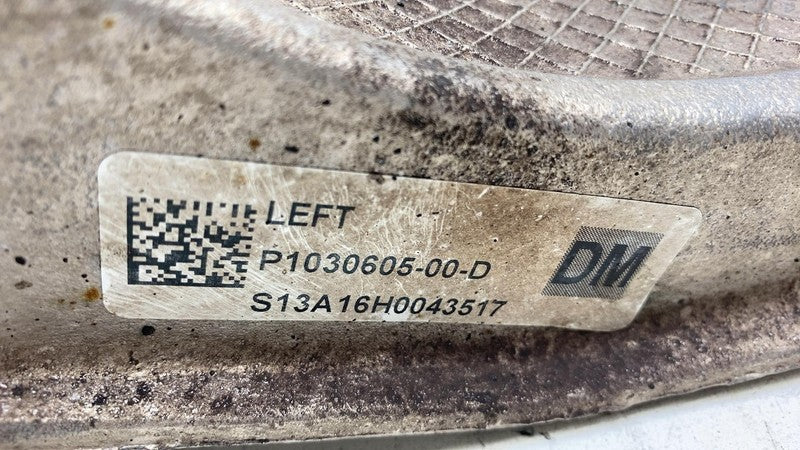 LEFT
P1030605-00-D
S13A16H0043517
DM